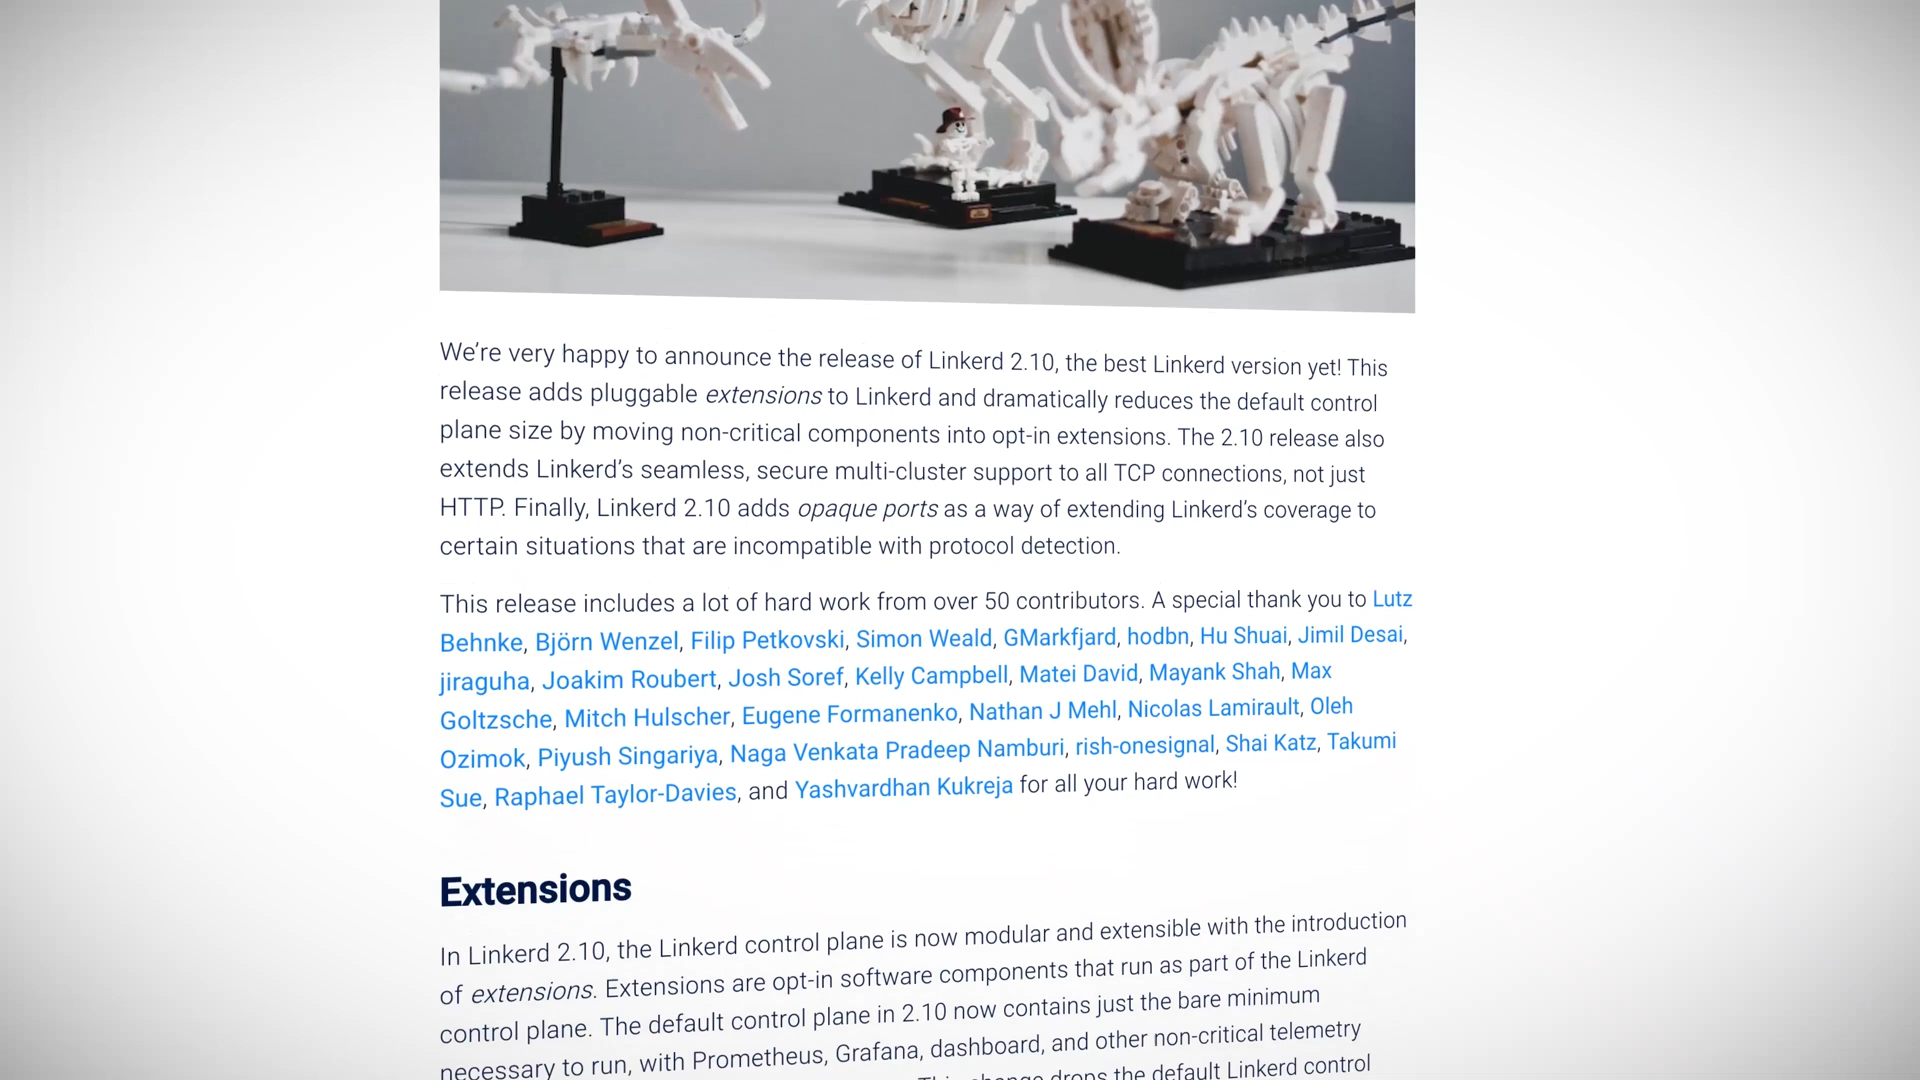 We're very happy to announce the release of Linkerd 2.10, the best Linkerd version yet! This
release adds pluggable extensions to Linkerd and dramatically reduces the default control
plane size by moving non-critical components into opt-in extensions. The 2.10 release also
extends Linkerd's seamless, secure multi-cluster support to all TCP connections, not just
HTTP. Finally, Linkerd 2.10 adds opaque ports as a way of extending Linkerd's coverage to
certain situations that are incompatible with protocol detection.
This release includes a lot of hard work from over 50 contributors. A special thank you to Lutz
Behnke, Björn Wenzel, Filip Petkovski, Simon Weald, GMarkfjard, hodbn, Hu Shuai, Jimil Desai,
jiraguha, Joakim Roubert, Josh Soref, Kelly Campbell, Matei David, Mayank Shah, Max
Goltzsche, Mitch Hulscher, Eugene Formanenko, Nathan J Mehl, Nicolas Lamirault, Oleh
Ozimok, Piyush Singariya, Naga Venkata Pradeep Namburi, rish-onesignal, Shai Katz, Takumi
Sue, Raphael Taylor-Davies, and Yashvardhan Kukreja for all your hard work!
Extensions
In Linkerd 2.10, the Linkerd control plane is now modular and extensible with the introduction
of extensions. Extensions are opt-in software components that run as part of the Linkerd
control plane. The default control plane in 2.10 now contains just the bare minimum
necessary to run, with Prometheus, Grafana, dashboard, and other non-critical telemetry
This change drops the default Linkerd control